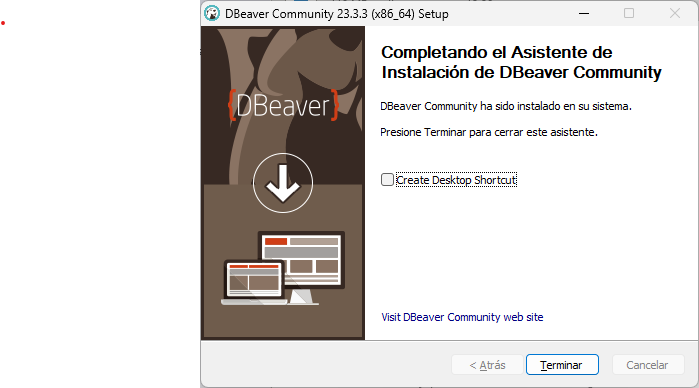 DBeaver Community 23.3.3 (x86_64) Setup
Completando el Asistente de
Instalación de DBeaver Community
{DBeaver}
DBeaver Community ha sido instalado en su sistema.
Presione Terminar para cerrar este asistente.
Create Desktop Shortcut
Visit DBeaver Community web site
< Atrás
Terminar
Cancelar